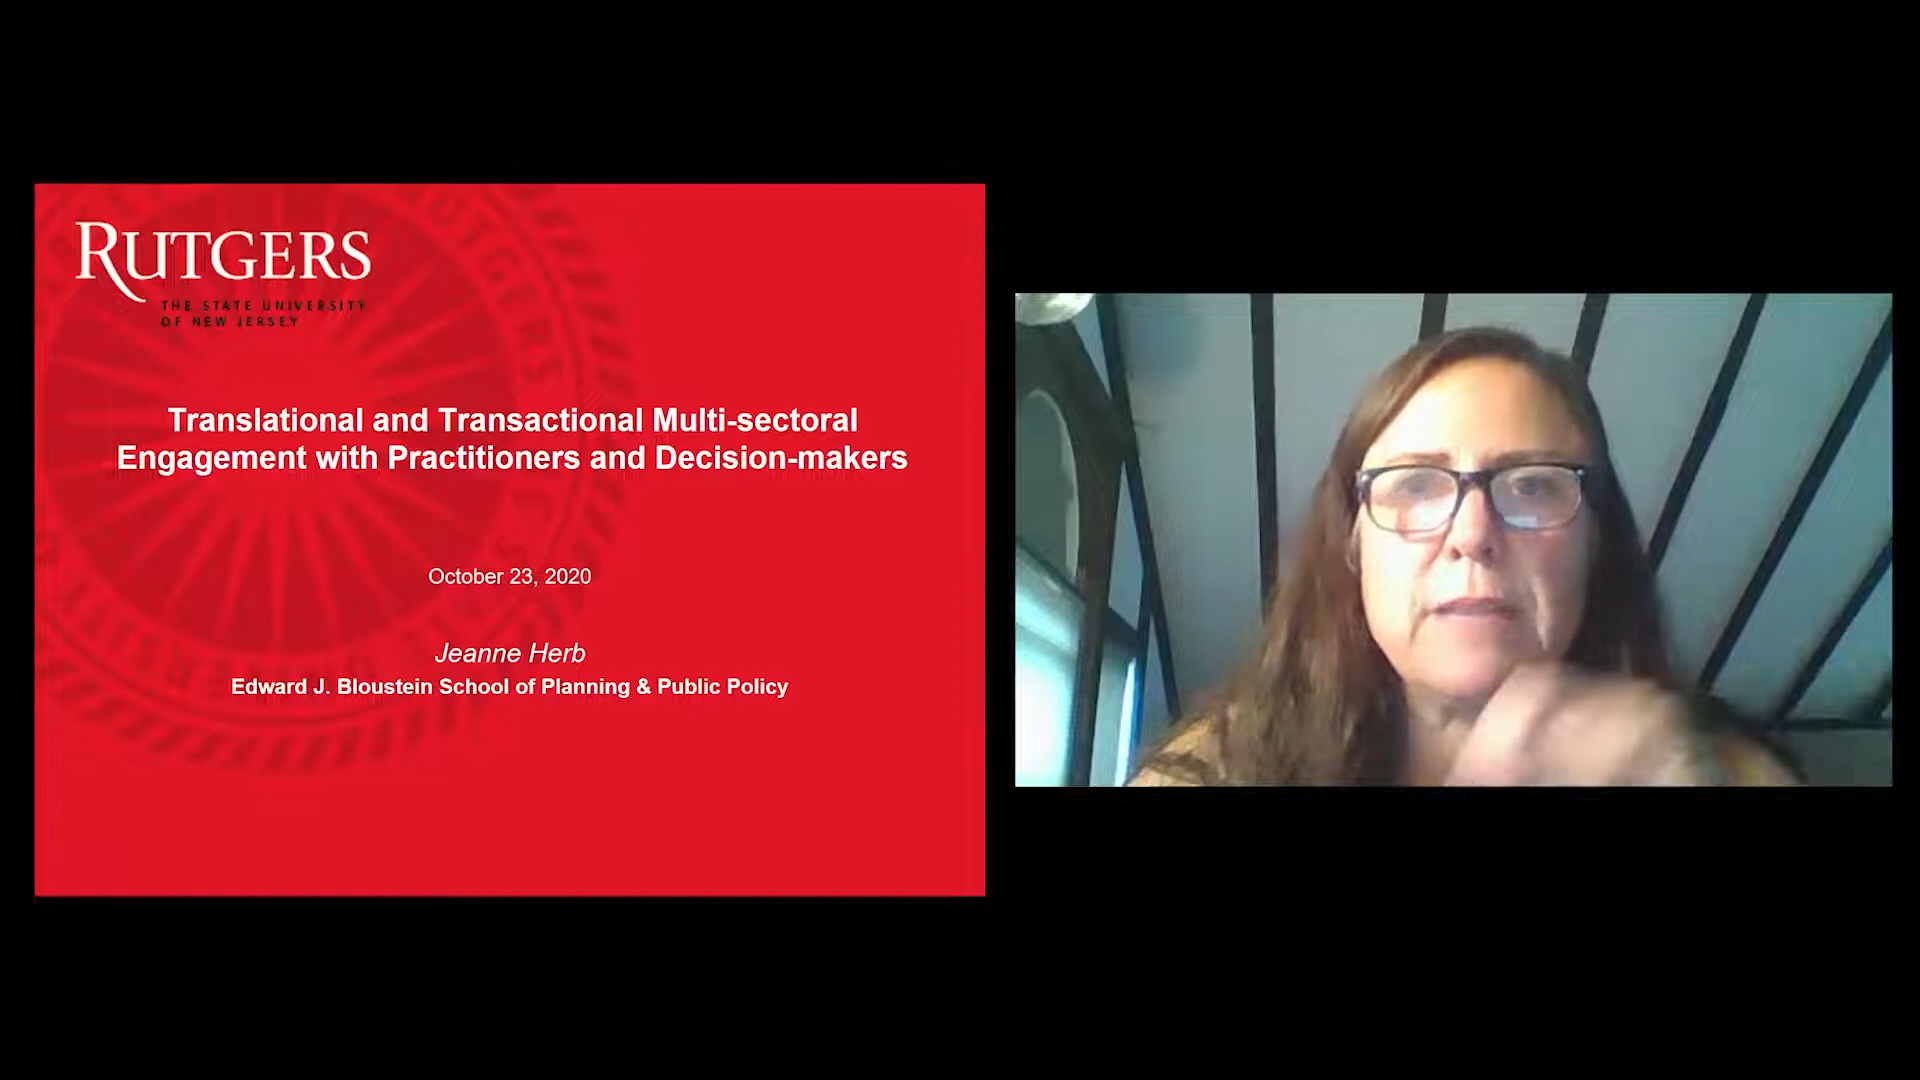 RUTGERS
THE STATE UNIVERSITY
OF NEW JERSEY
Translational and Transactional Multi-sectoral
Engagement with Practitioners and Decision-makers
October 23, 2020
Jeanne Herb
Edward J. Bloustein School of Planning & Public Policy